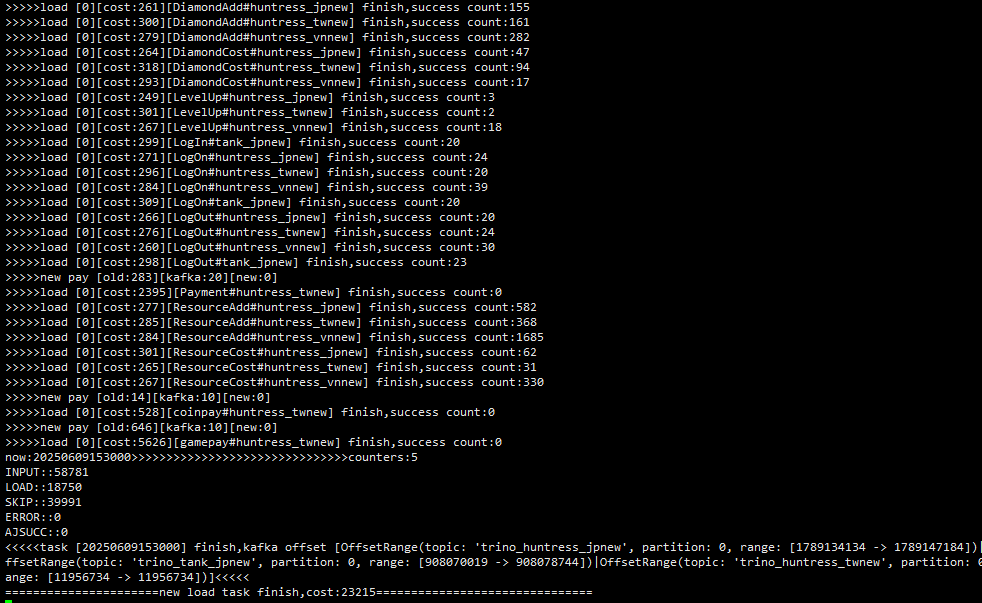 >>>>>load [0][cost:261][DiamondAdd#huntress_jpnew] finish,success count:155
>>>>>load [0][cost:300][DiamondAdd#huntress_twnew] finish,success count:161
>>>>>load [0][cost:279][DiamondAdd#huntress_vnnew] finish,success count:282
>>>>>load [0][cost:264][DiamondCost#huntress_jpnew] finish,success count:47
>>>>>load [0][cost:318][DiamondCost#huntress_twnew] finish,success count:94
>>>>>load [0][cost:293][DiamondCost#huntress_vnnew] finish,success count:17
>>>>>load [0][cost:249][LevelUp#huntress_jpnew] finish,success count:3
>>>>>load [0][cost:301][LevelUp#huntress_twnew] finish,success count:2
>>>>>load [0][cost:267][LevelUp#huntress_vnnew] finish,success count:18
>>>>>load [0][cost:299][LogIn#tank_jpnew] finish,success count:20
>>>>>load [0][cost:271][LogOn#huntress_jpnew] finish,success count:24
>>>>>load [0][cost:296][LogOn#huntress_twnew] finish,success count:20
>>>>>load [0][cost:284][LogOn#huntress_vnnew] finish,success count:39
>>>>>load [0][cost:309][LogOn#tank_jpnew] finish,success count:20
>>>>>load [0][cost:266][LogOut#huntress_jpnew] finish,success count:20
>>>>>load [0][cost:276][LogOut#huntress_twnew] finish,success count:24
>>>>>load [0][cost:260][LogOut#huntress_vnnew] finish,success count:30
>>>>>load [0][cost:298][LogOut#tank_jpnew] finish,success count:23
>>>>>new pay [old:283][kafka:20][new:0]
>>>>>load [0][cost:2395][Payment#huntress_twnew] finish,success count:0
>>>>>load [0][cost:277][ResourceAdd#huntress_jpnew] finish,success count:582
>>>>>load [0][cost:285][ResourceAdd#huntress_twnew] finish,success count:368
>>>>>load [0][cost:284][ResourceAdd#huntress_vnnew] finish,success count:1685
>>>>>load [0][cost:301][ResourceCost#huntress_jpnew] finish,success count:62
>>>>>load [0][cost:265][ResourceCost#huntress_twnew] finish,success count:31
>>>>>load [0][cost:267][ResourceCost#huntress_vnnew] finish,success count:330
>>>>>new pay [old:14][kafka:10][new:0]
>>>>>load [0][cost:528][coinpay#huntress_twnew] finish,success count:0
>>>>>new pay [old:646][kafka:10][new:0]
>>>>>load [0][cost:5626][gamepay#huntress_twnew] finish,success count:0
now:20250609153000>>>>>>>>>>>>>>>>>>>>>>>>>>>>>>>counters:5
INPUT::58781
LOAD::18750
SKIP::39991
ERROR::0
AJSUCC::0
<<<<<task [20250609153000] finish,kafka offset [OffsetRange(topic: 'trino_huntress_jpnew', partition: 0, range: [1789134134 -> 1789147184])|
ffsetRange(topic: 'trino_tank_jpnew', partition: 0, range: [908070019 -> 908078744])|OffsetRange(topic: 'trino_huntress_twnew', partition: 0
ange: [11956734 -> 11956734])]<<<<<
======================new load task finish,cost:23215===============================